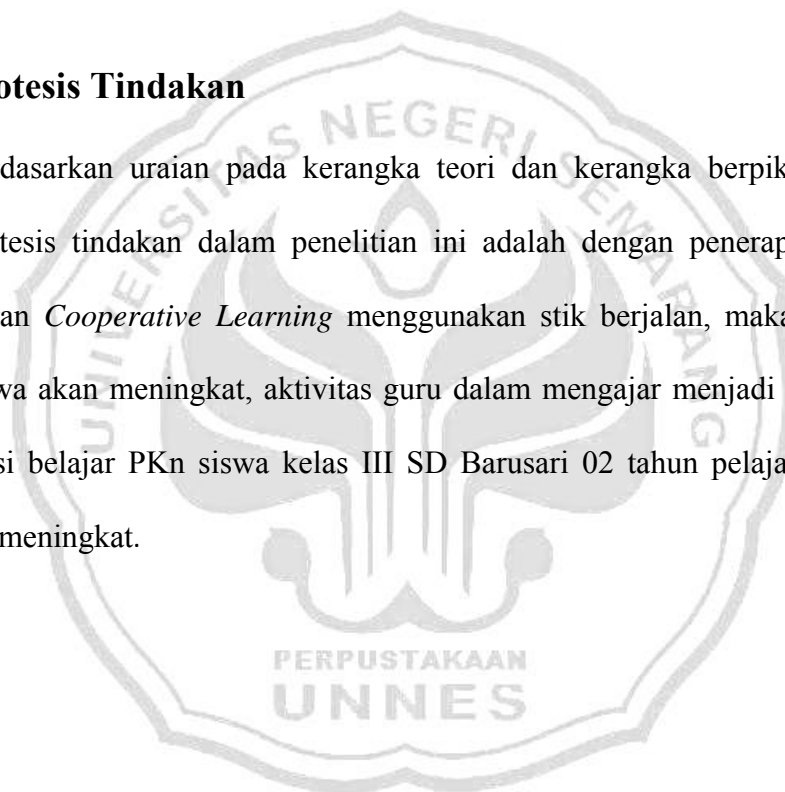 otesis Tindakan
dasarkan uraian pada kerangka teori dan kerangka berpik
tesis tindakan dalam penelitian ini adalah dengan penerap
an Cooperative Learning menggunakan stik berjalan, maka
wa akan meningkat, aktivitas guru dalam mengajar menjadi
si belajar PKn siswa kelas III SD Barusari 02 tahun pelaja
meningkat.
UNIVERSITAS NEGERI SEMARANG
PERPUSTAKAAN
UNNES